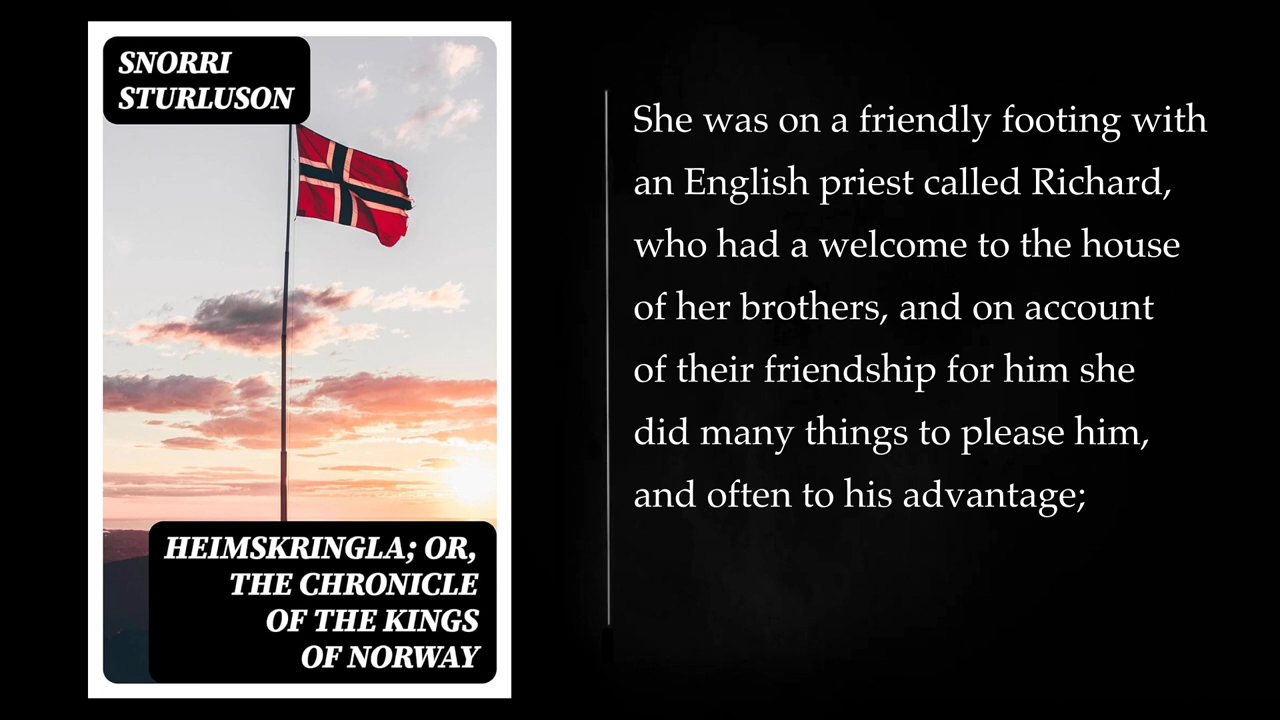 SNORRI
STURLUSON
HEIMSKRINGLA; OR,
THE CHRONICLE
OF THE KINGS
OF NORWAY
She was on a friendly footing with
an English priest called Richard,
who had a welcome to the house
of her brothers, and on account
of their friendship for him she
did many things to please him,
and often to his advantage;